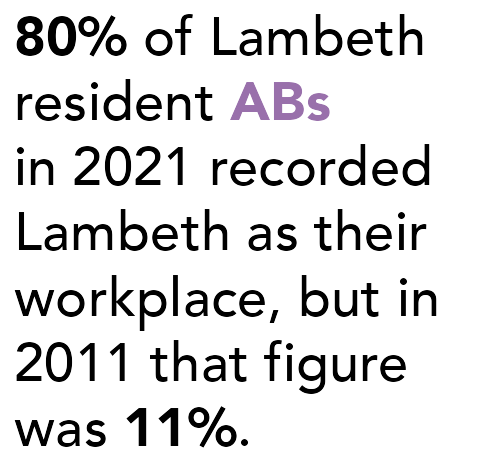 80% of Lambeth
resident ABs
in 2021 recorded
Lambeth as their
workplace, but in
2011 that figure
was 11%.